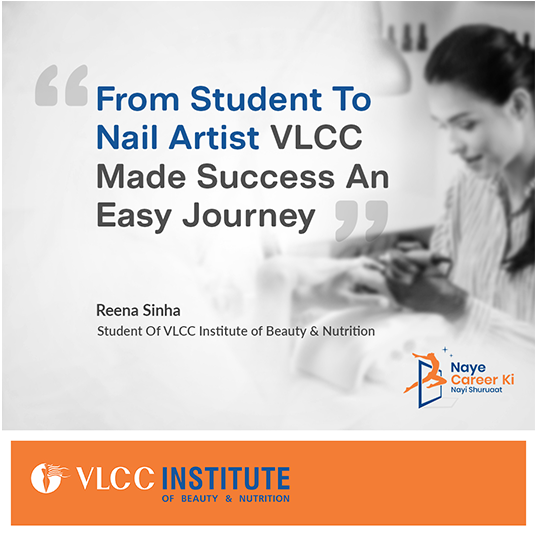 “
From Student To
Nail Artist VLCC
Made Success An
Easy Journey ”
Reena Sinha
Student Of VLCC Institute of Beauty & Nutrition
Naye
Career Ki
Nayi Shuruaat
VLCC INSTITUTE
OF BEAUTY & NUTRITION